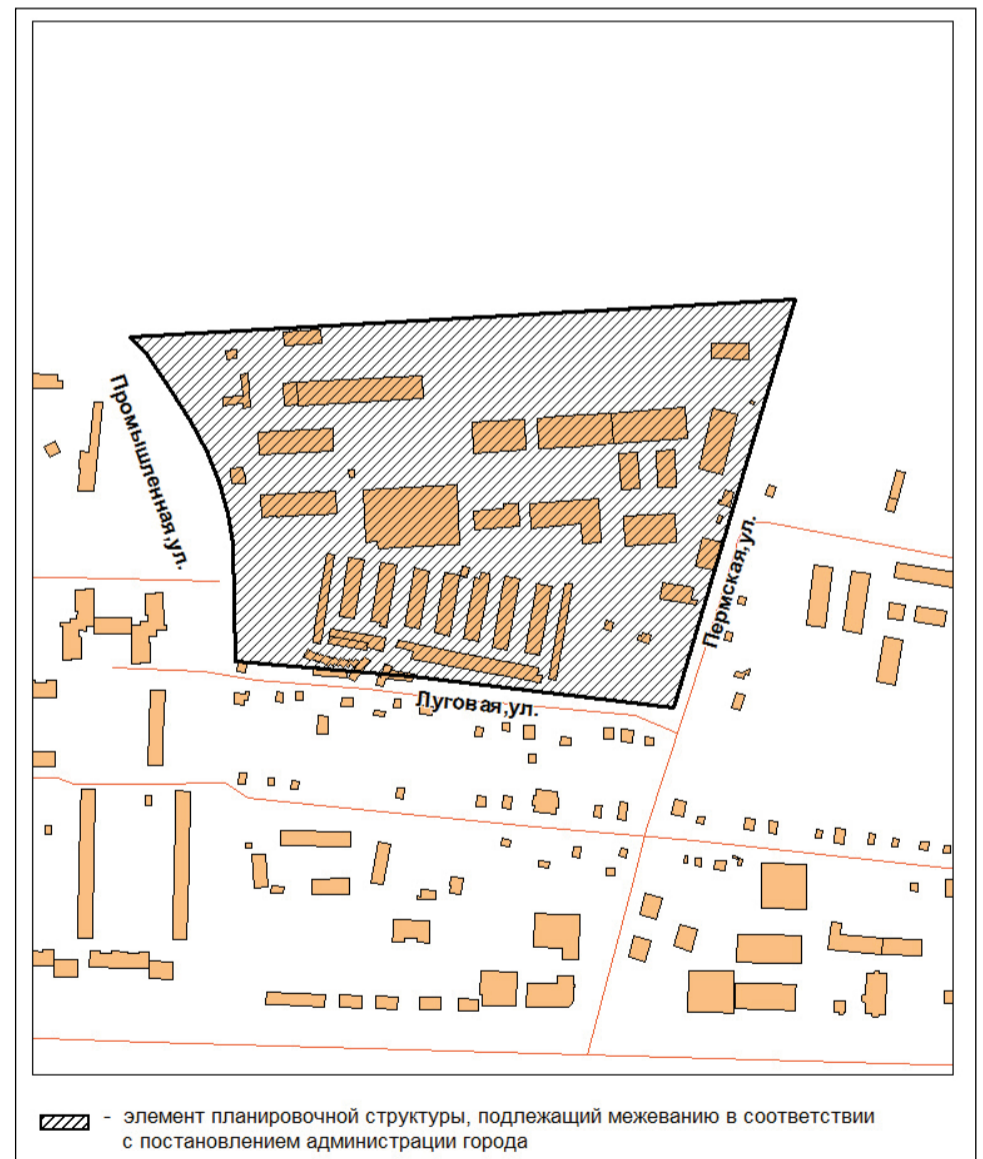 Промышленная,ул.
Пермская,ул.
Луговая,ул.
- элемент планировочной структуры, подлежащий межеванию в соответствии
с постановлением администрации города